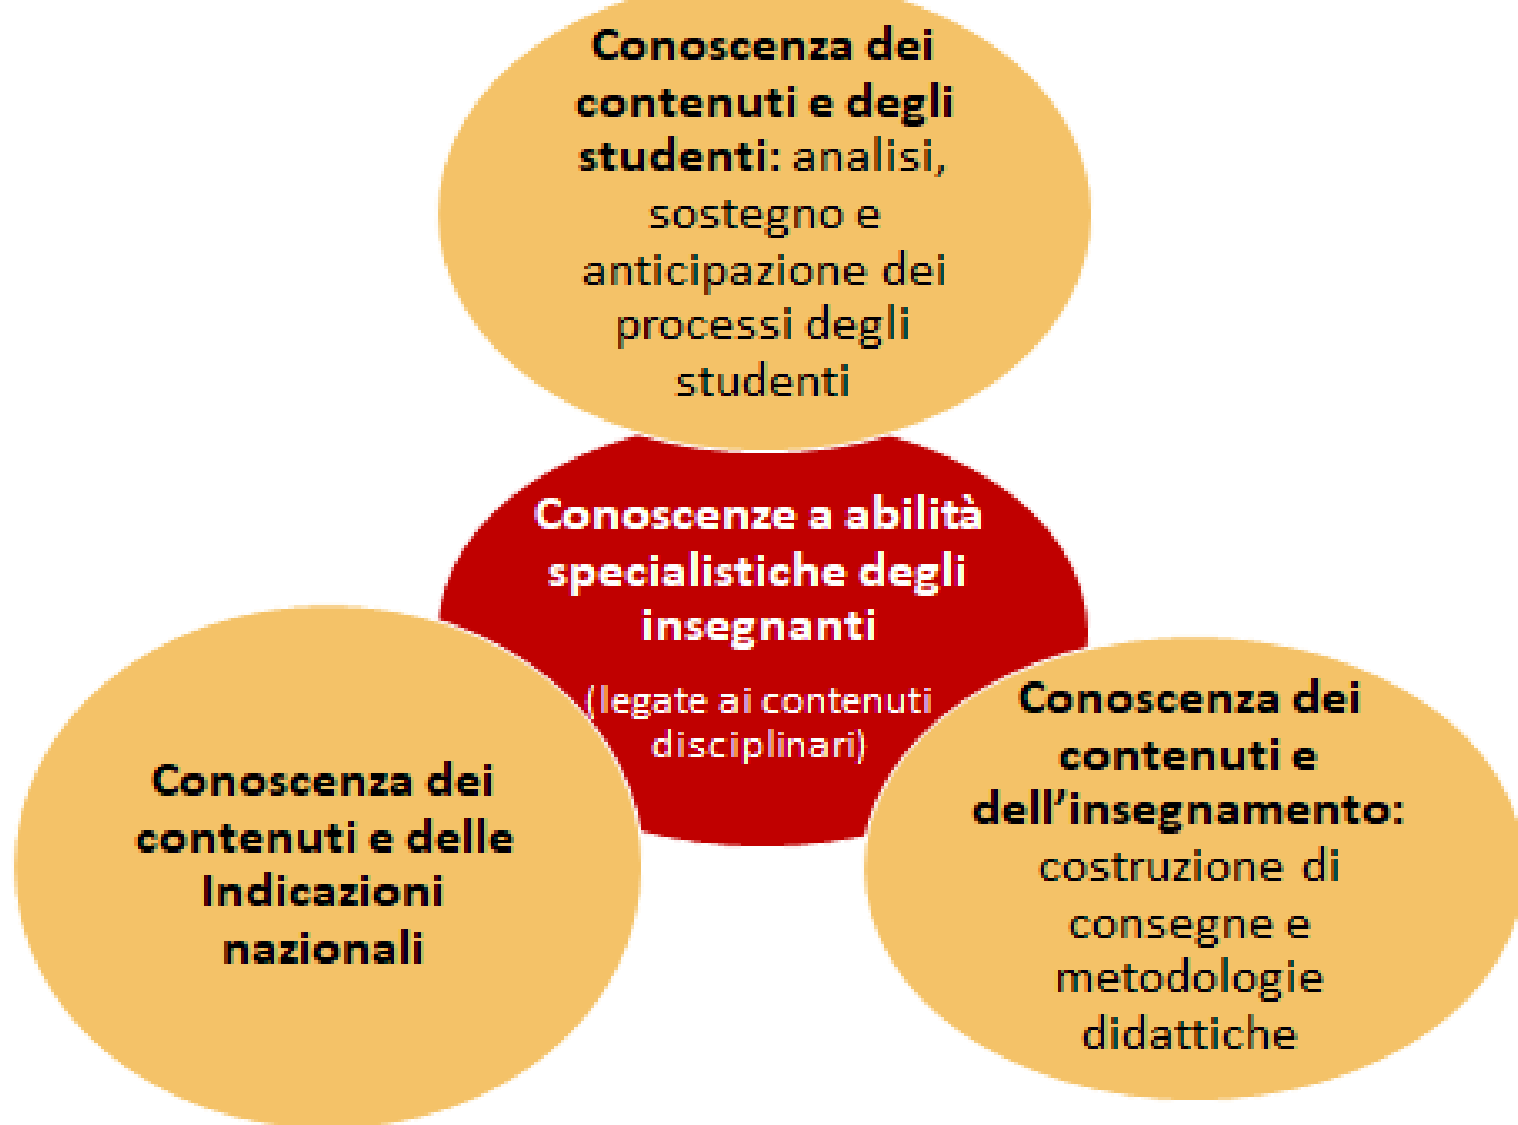 Conoscenza dei
contenuti e degli
studenti: analisi,
sostegno e
anticipazione dei
processi degli
studenti
Conoscenze a abilità
specialistiche degli
insegnanti
(legate ai contenuti
disciplinari)
Conoscenza dei
contenuti e delle
Indicazioni
nazionali
Conoscenza dei
contenuti e
dell’insegnamento:
costruzione di
consegne e
metodologie
didattiche